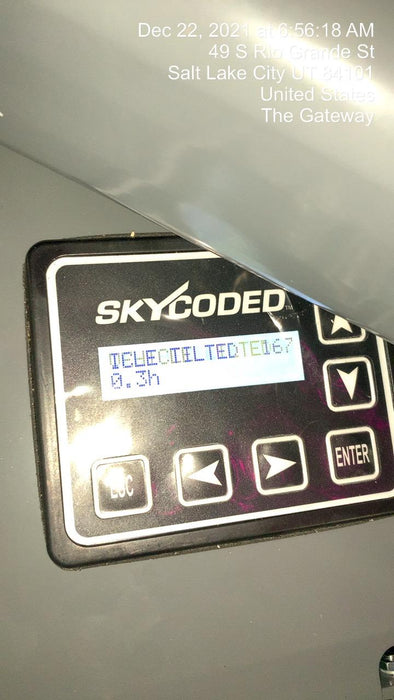 Dec 22, 2021 at 6:56:18 AM
49 S Rio Grande St
Salt Lake City UT 84101
United States
The Gateway
SKYCODED
0.3h
ENTER